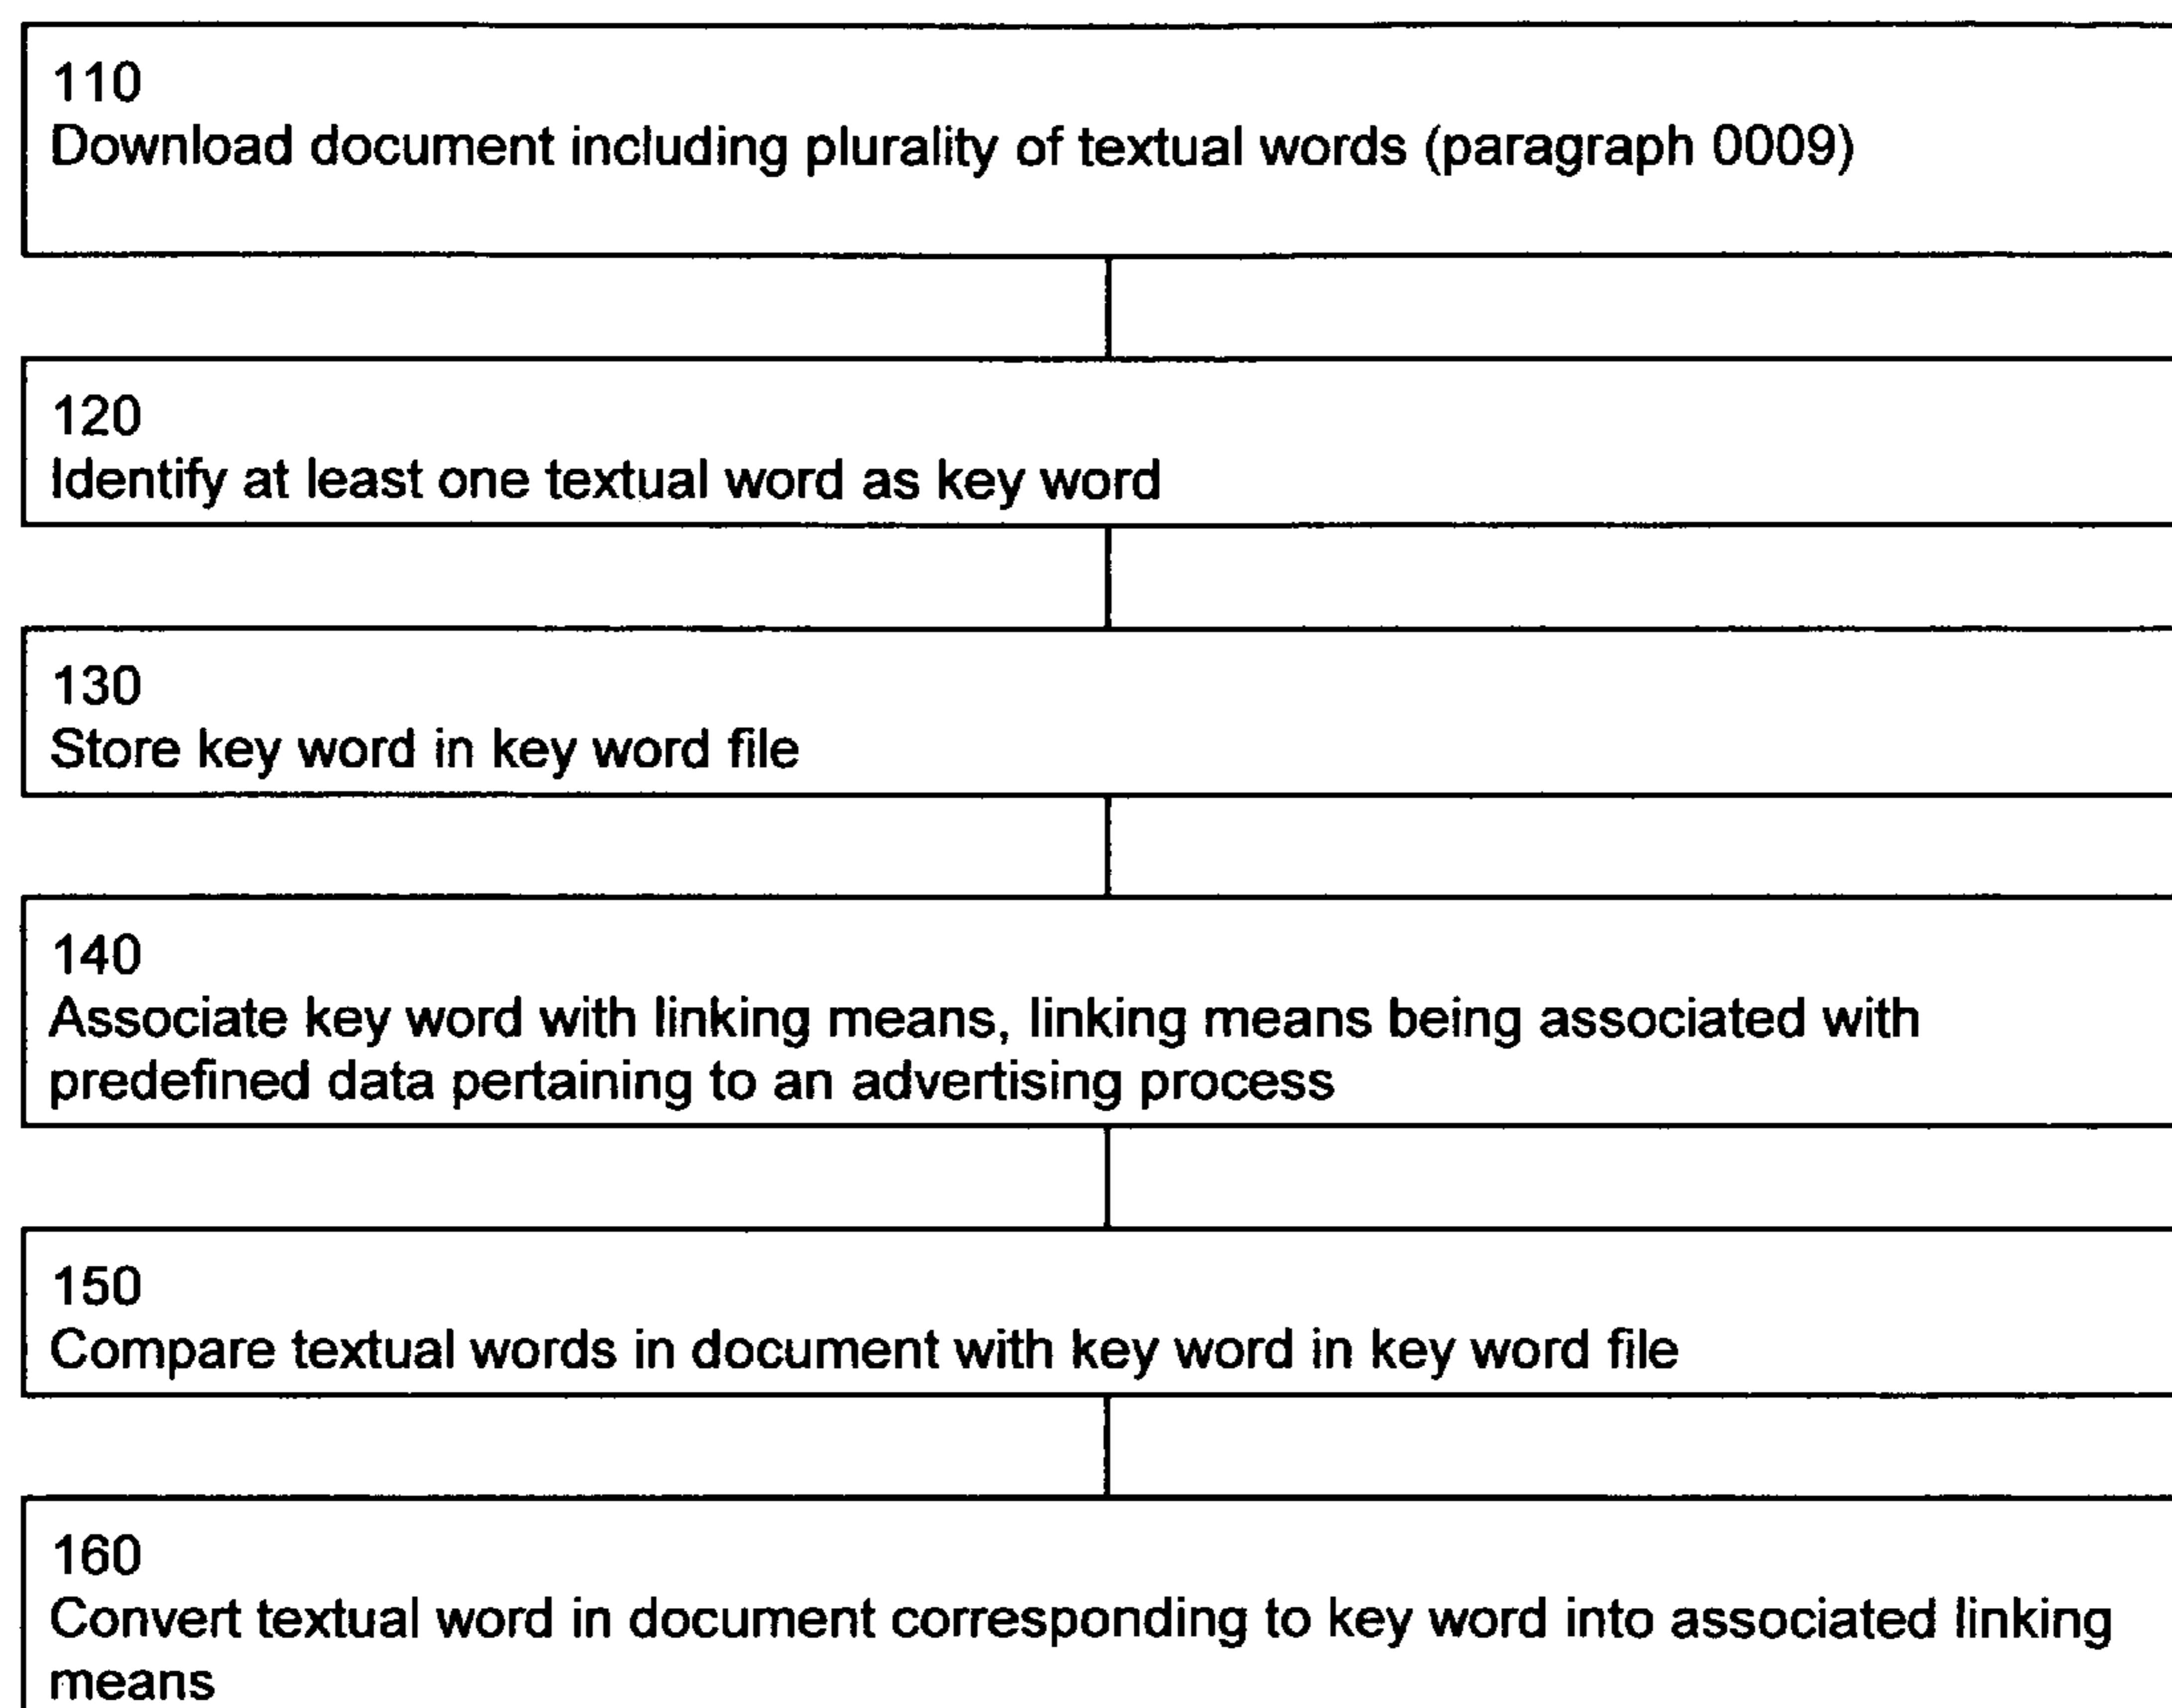 110
Download document including plurality of textual words (paragraph 0009)
120
Identify at least one textual word as key word
130
Store key word in key word file
140
Associate key word with linking means, linking means being associated with
predefined data pertaining to an advertising process
150
Compare textual words in document with key word in key word file
160
Convert textual word in document corresponding to key word into associated linking
means